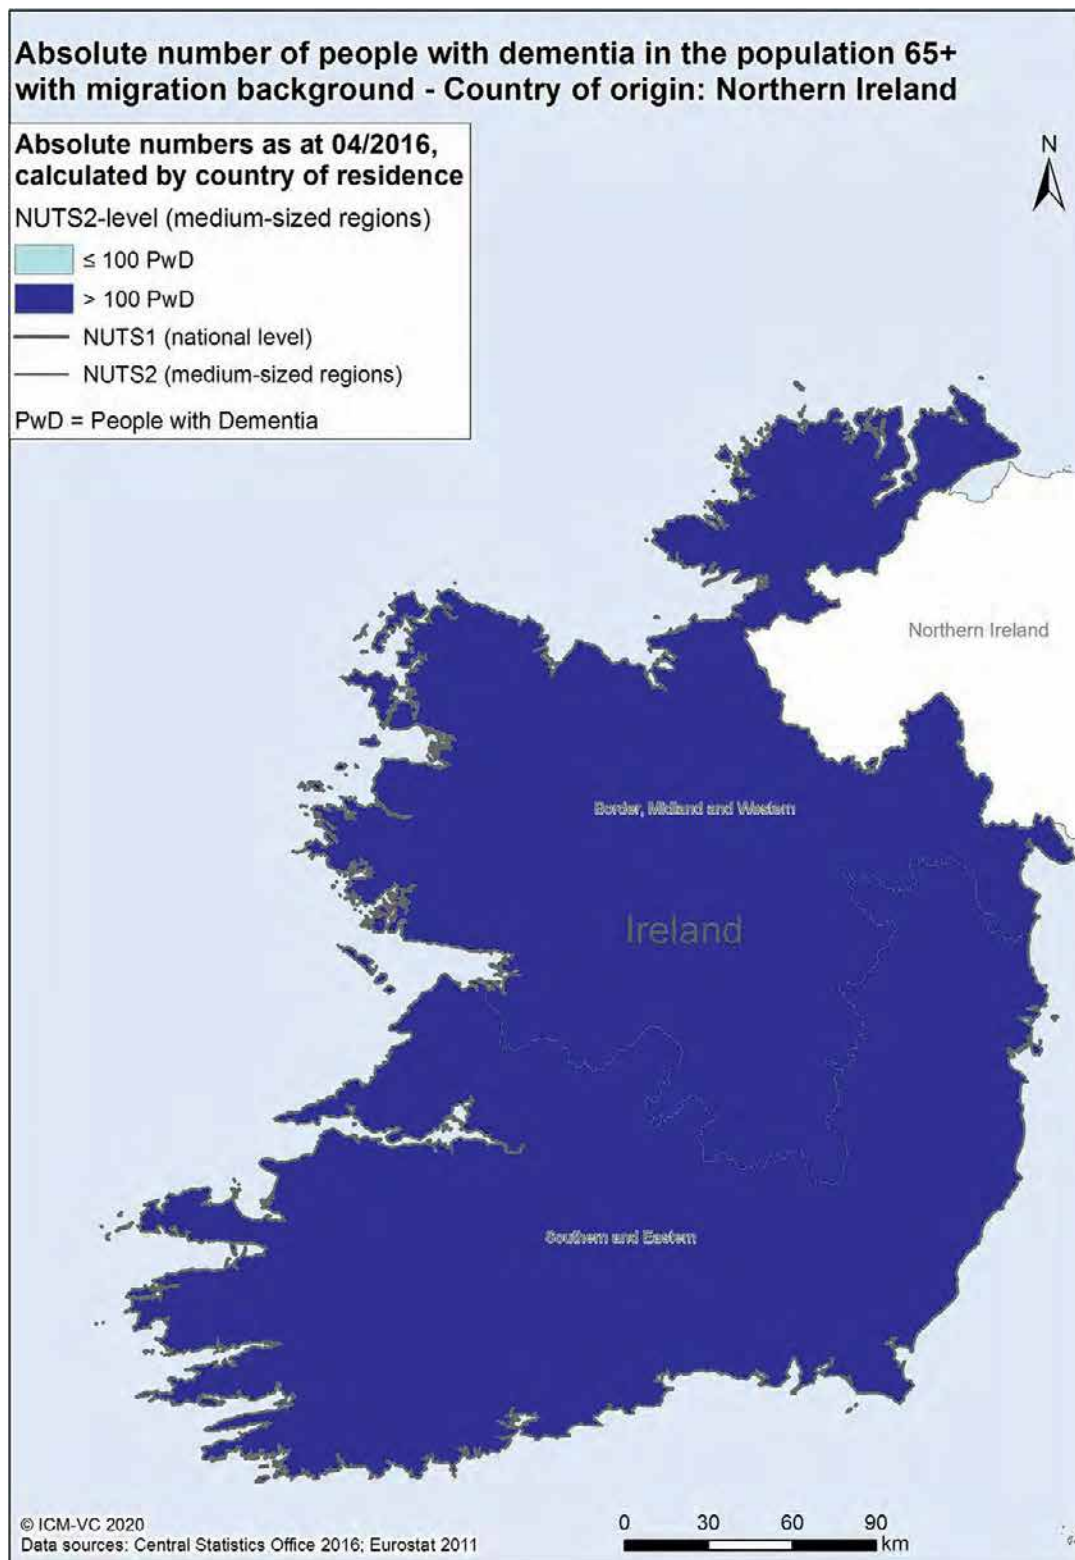 Absolute number of people with dementia in the population 65+
with migration background - Country of origin: Northern Ireland
Absolute numbers as at 04/2016,
calculated by country of residence
NUTS2-level (medium-sized regions)
≤ 100 PwD
> 100 PwD
NUTS1 (national level)
NUTS2 (medium-sized regions)
PwD = People with Dementia
N
Northern Ireland
Border, Midland and Western
Ireland
Southern and Eastern
© ICM-VC 2020
Data sources: Central Statistics Office 2016; Eurostat 2011
0 30 60 90
km